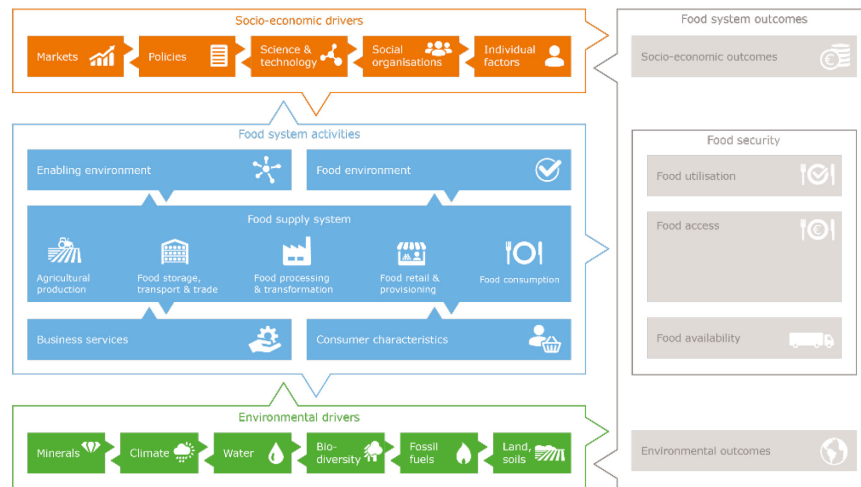 Socio-economic drivers
Markets
Policies
Science &
technology
Social
organisations
Individual
factors
Food system activities
Enabling environment
Food environment
Food supply system
Agricultural
production
Food storage,
transport & trade
Food processing
& transformation
Food retail &
provisioning
Food consumption
Business services
Consumer characteristics
Environmental drivers
Minerals
Climate
Water
Bio-
diversity
Fossil
fuels
Land,
soils
Food system outcomes
Socio-economic outcomes
Food security
Food utilisation
Food access
Food availability
Environmental outcomes